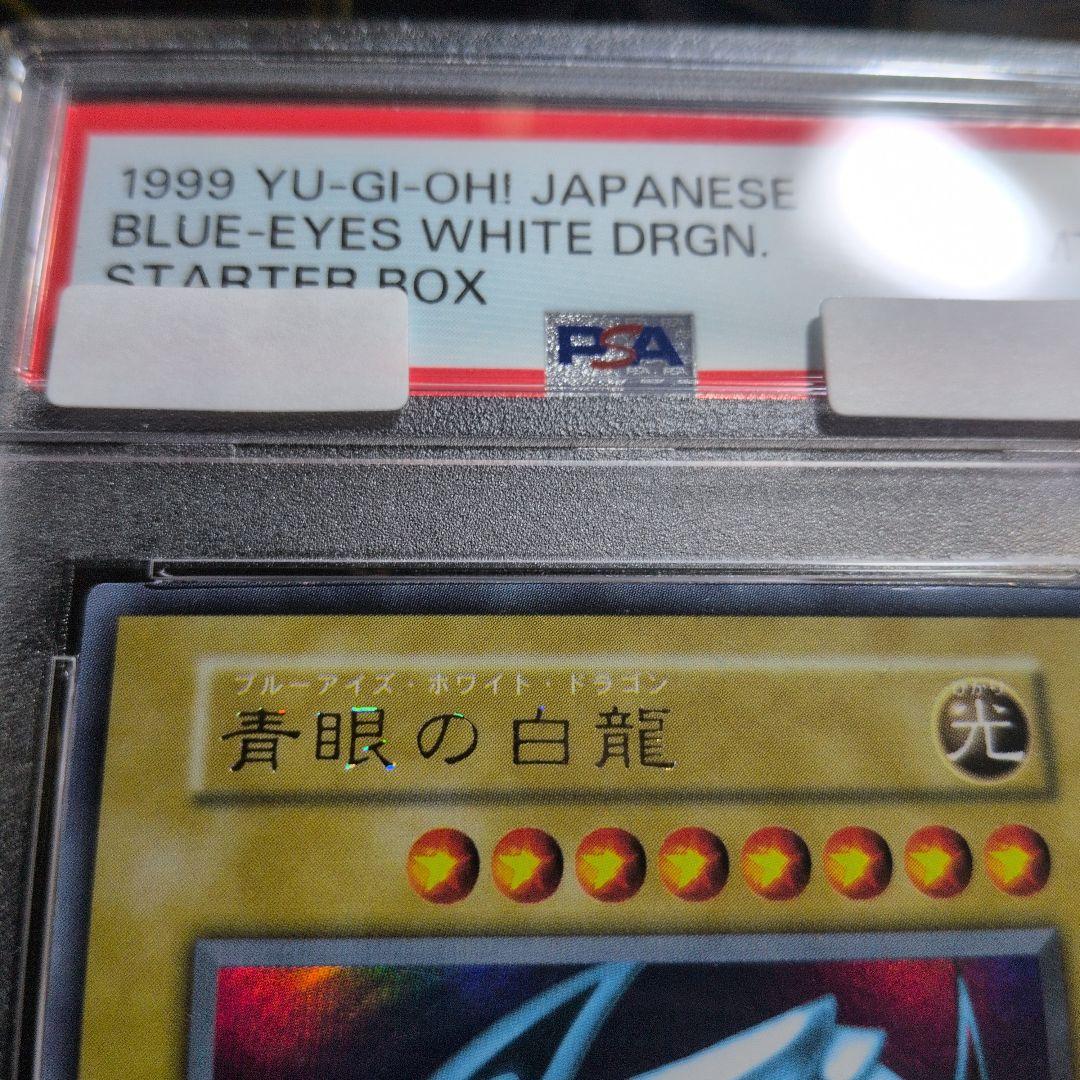 1999 YU-GI-OH! JAPANESE
BLUE-EYES WHITE DRGN.
STARTER BOX
PSA
ブルーアイズ・ホワイト・ドラゴン
青眼の白龍
光